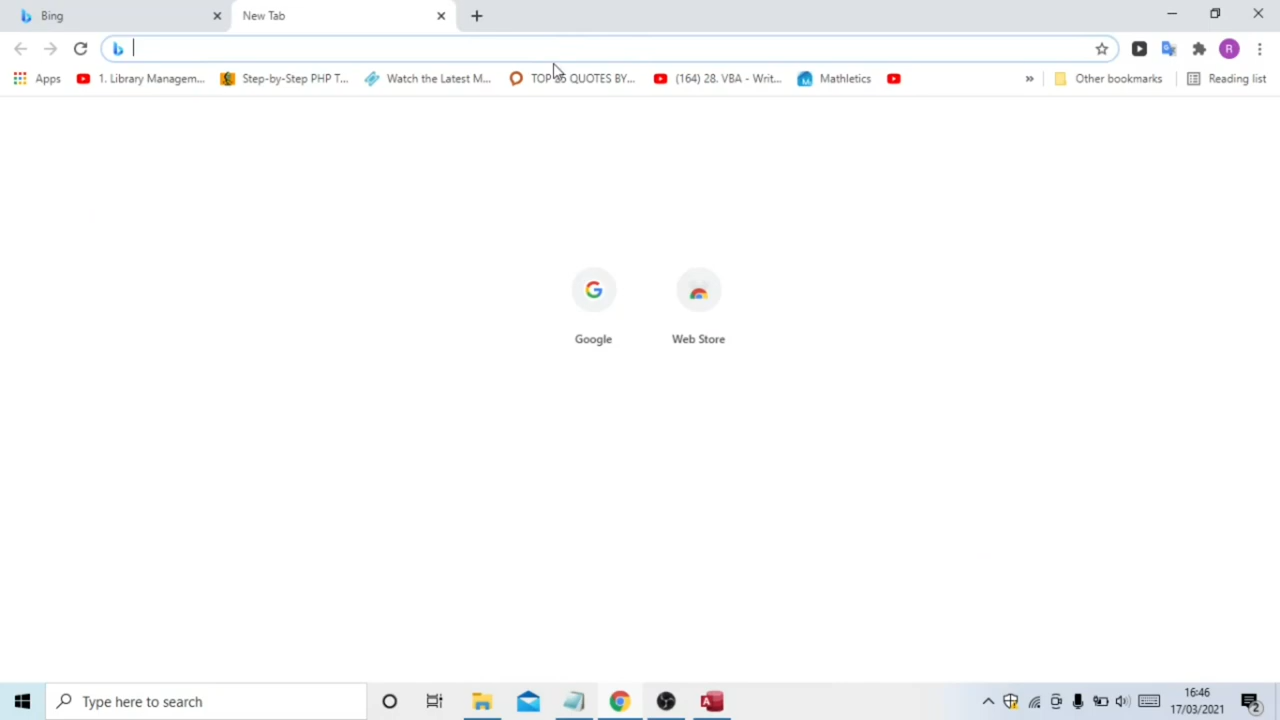 Bing
New Tab
Apps
1. Library Managem...
Step-by-Step PHP T...
Watch the Latest M...
QUOTES BY...
(164) 28. VBA - Writ...
Mathletics
»
Other bookmarks
Reading list
R
Google
Web Store
Type here to search
16:46
17/03/2021
2